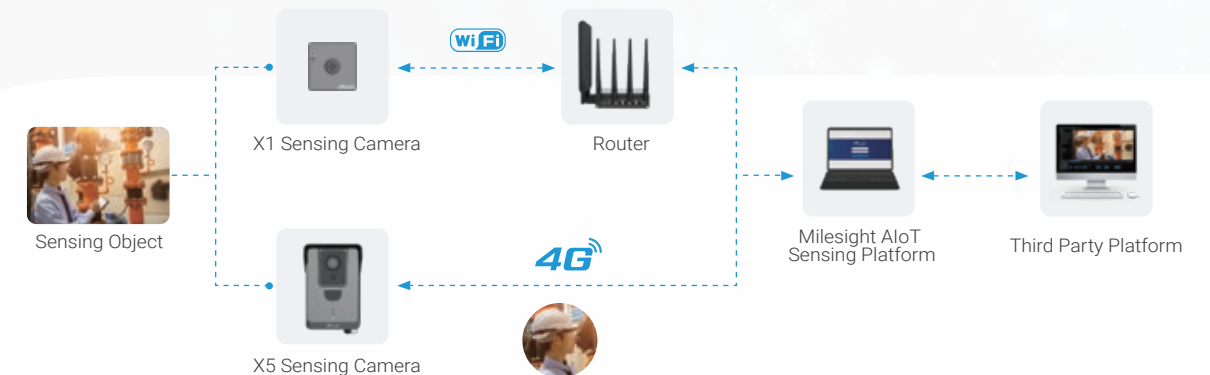 WiFi
X1 Sensing Camera
Router
Sensing Object
Milesight AIoT
Sensing Platform
Third Party Platform
4G
X5 Sensing Camera